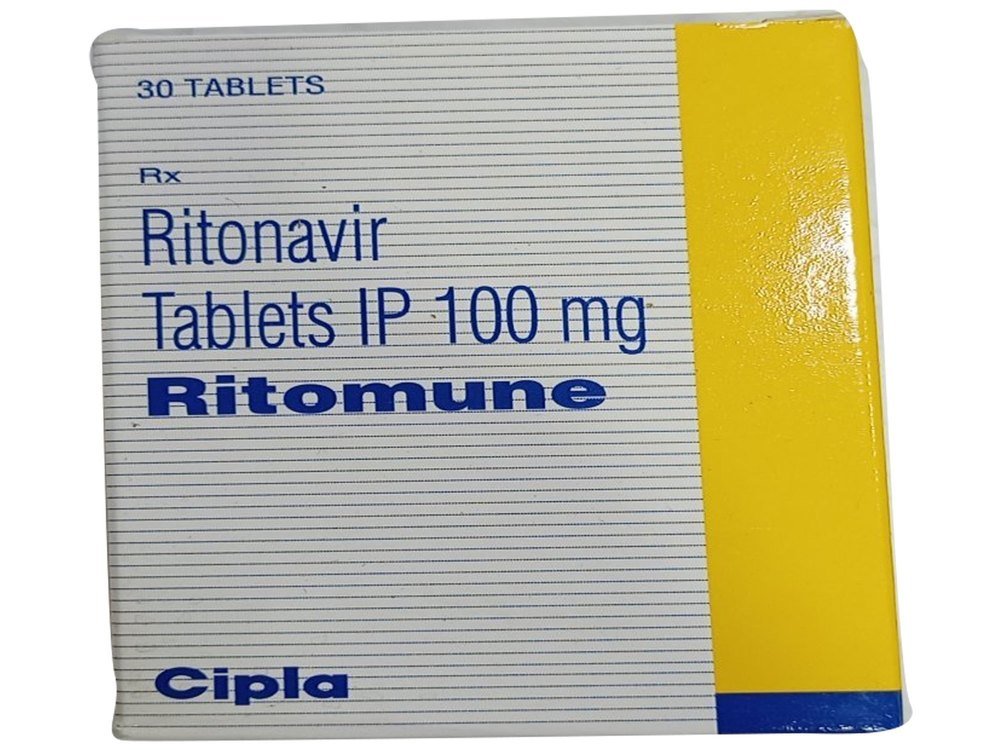 30 TABLETS
Rx
Ritonavir
Tablets IP 100 mg
Ritomune
Cipla